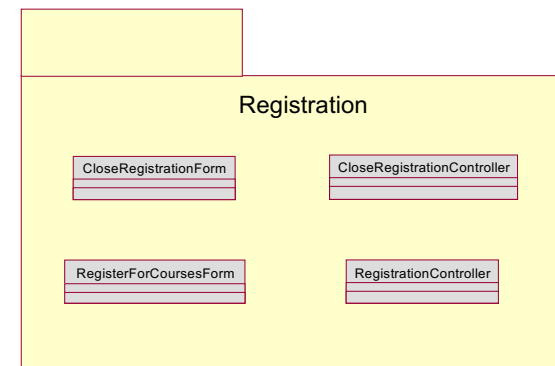 Registration
CloseRegistrationForm
CloseRegistrationController
RegisterForCoursesForm
RegistrationController